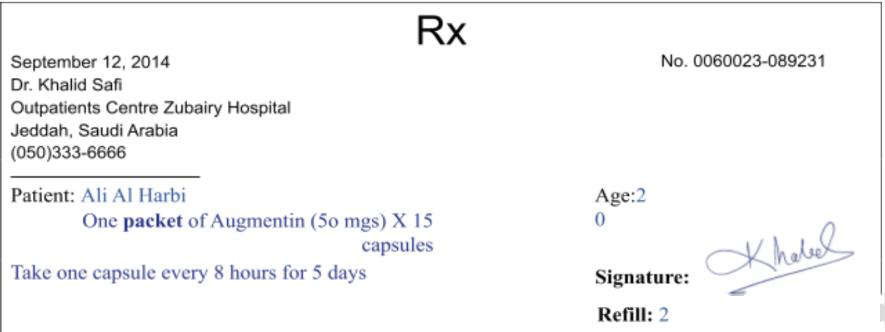 Rx
September 12, 2014
No. 0060023-089231
Dr. Khalid Safi
Outpatients Centre Zubairy Hospital
Jeddah, Saudi Arabia
(050)333-6666
Patient: Ali Al Harbi
Age:2
One packet of Augmentin (5o mgs) X 15
0
capsules
Take one capsule every 8 hours for 5 days
Signature: Khaled
Refill: 2